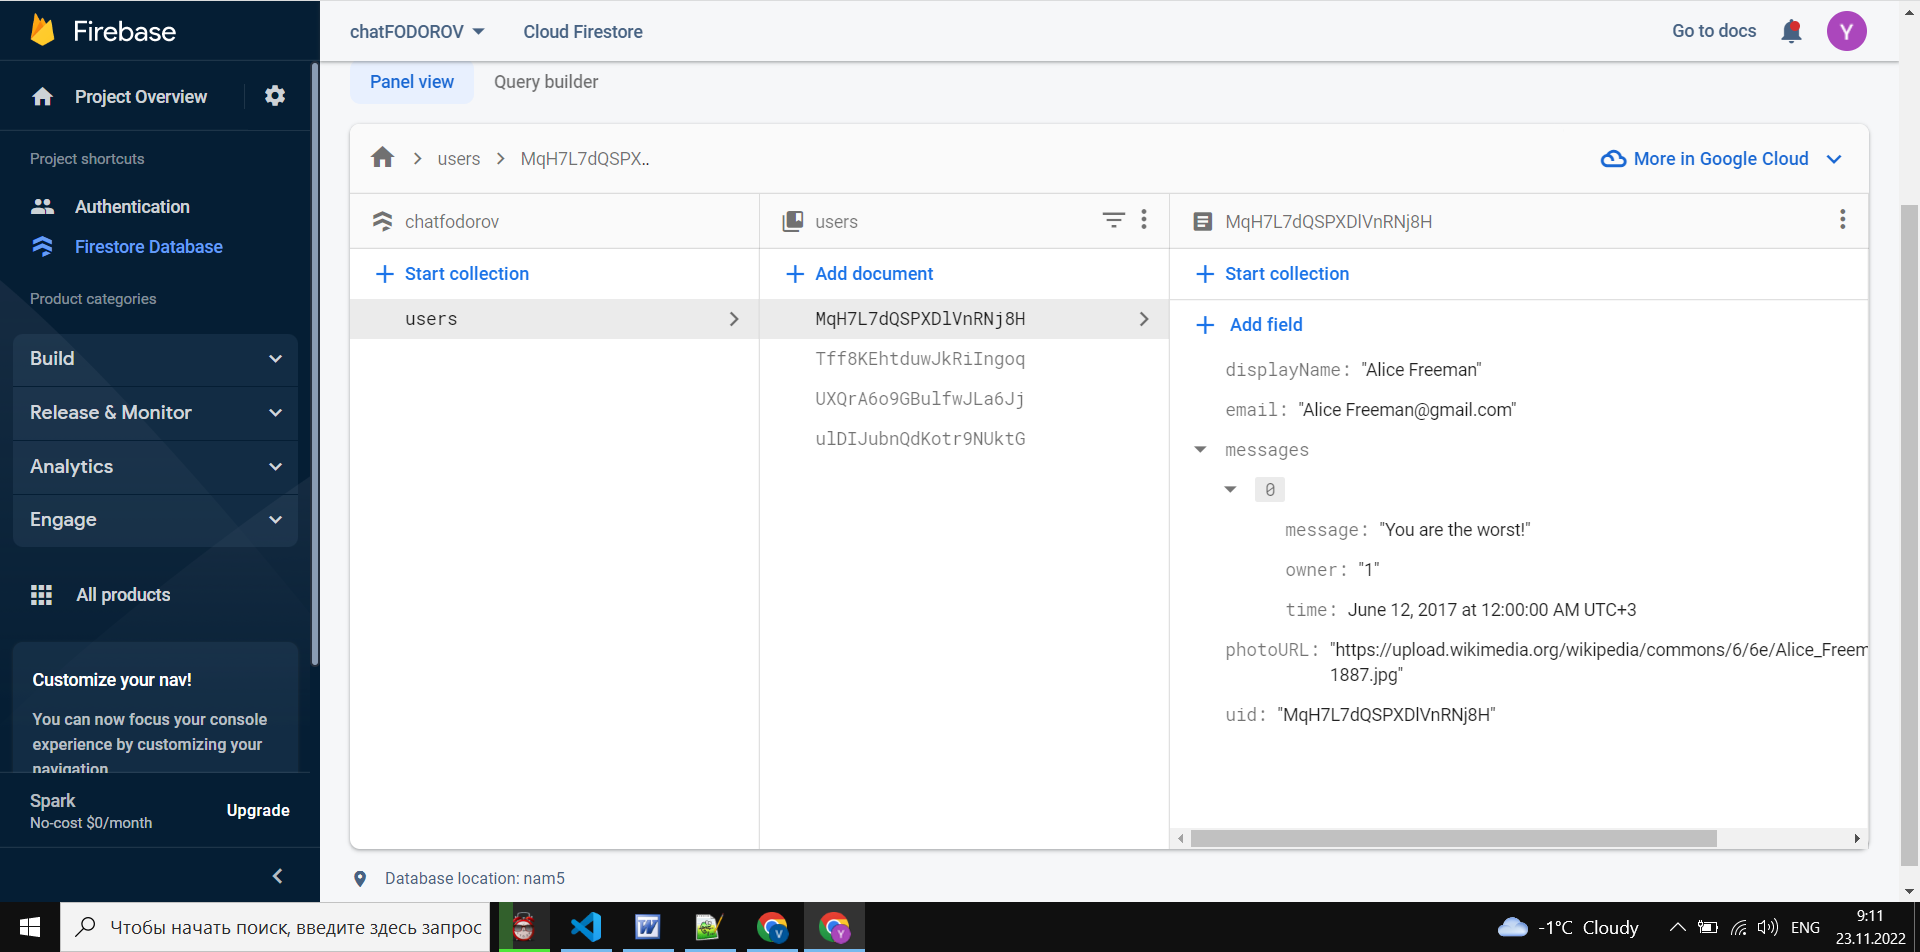 Firebase
chatFODOROV
Cloud Firestore
Go to docs
Y
Project Overview
Project shortcuts
Authentication
Firestore Database
Product categories
Build
Release & Monitor
Analytics
Engage
All products
Customize your nav!
You can now focus your console
experience by customizing your
navigation
Spark
No-cost $0/month
Upgrade
Panel view
Query builder
users
MqH7L7dQSPX..
More in Google Cloud
chatfodorov
Start collection
users
users
Add document
MqH7L7dQSPXDlVnRNj8H
Tff8KEhtduwJkRiIngoq
UXQrA6o9GBulfwJLa6Jj
ulDIJubnQdKotr9NUktG
MqH7L7dQSPXDlVnRNj8H
Start collection
Add field
displayName: "Alice Freeman"
email: "Alice Freeman@gmail.com"
messages
0
message: "You are the worst!"
owner: "1"
time: June 12, 2017 at 12:00:00 AM UTC+3
photoURL: "https://upload.wikimedia.org/wikipedia/commons/6/6e/Alice_Freem
1887.jpg"
uid: "MqH7L7dQSPXDlVnRNj8H"
Database location: nam5
Чтобы начать поиск, введите здесь запрос
W
V
Y
-1°C Cloudy
ENG
9:11
23.11.2022